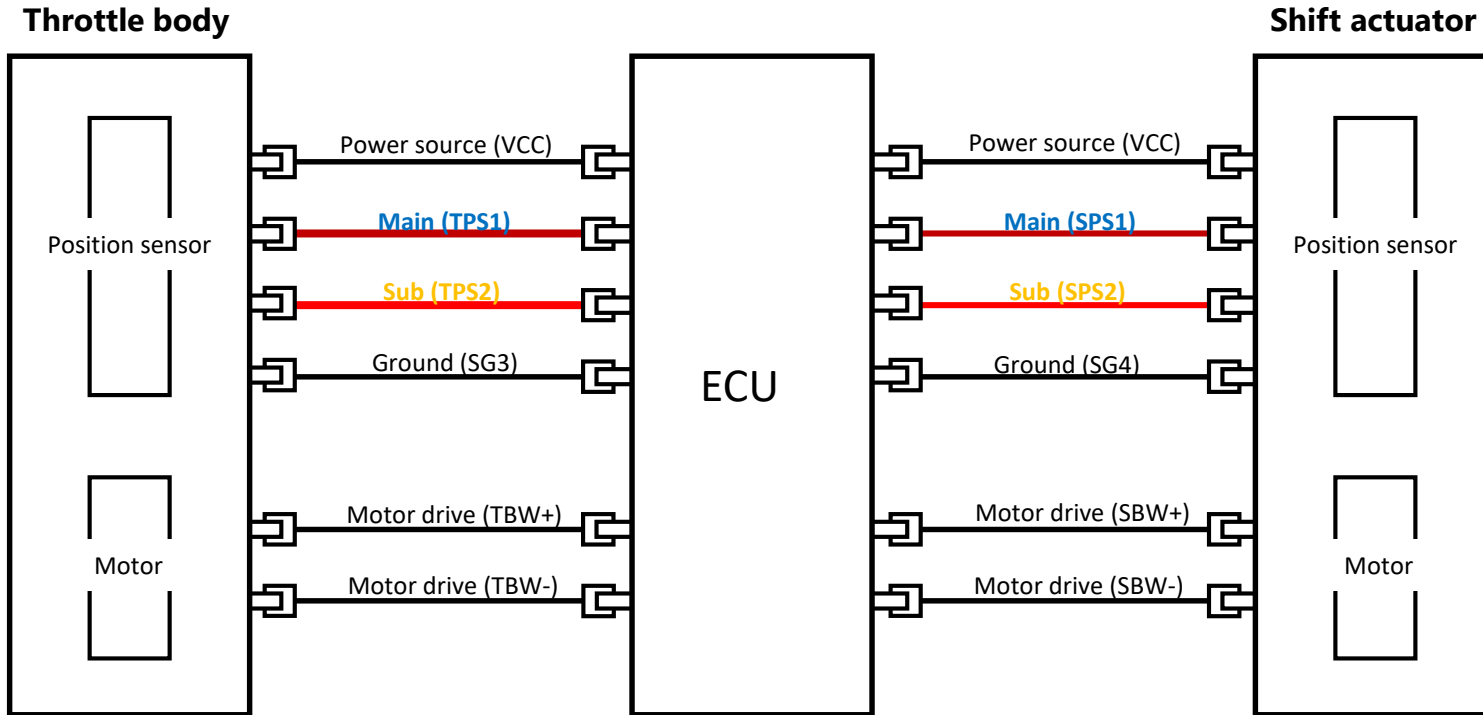 Throttle body
Shift actuator
Power source (VCC)
Power source (VCC)
Main (TPS1)
Main (SPS1)
Position sensor
Position sensor
Sub (TPS2)
Sub (SPS2)
Ground (SG3)
Ground (SG4)
ECU
Motor drive (TBW+)
Motor drive (SBW+)
Motor
Motor
Motor drive (TBW-)
Motor drive (SBW-)